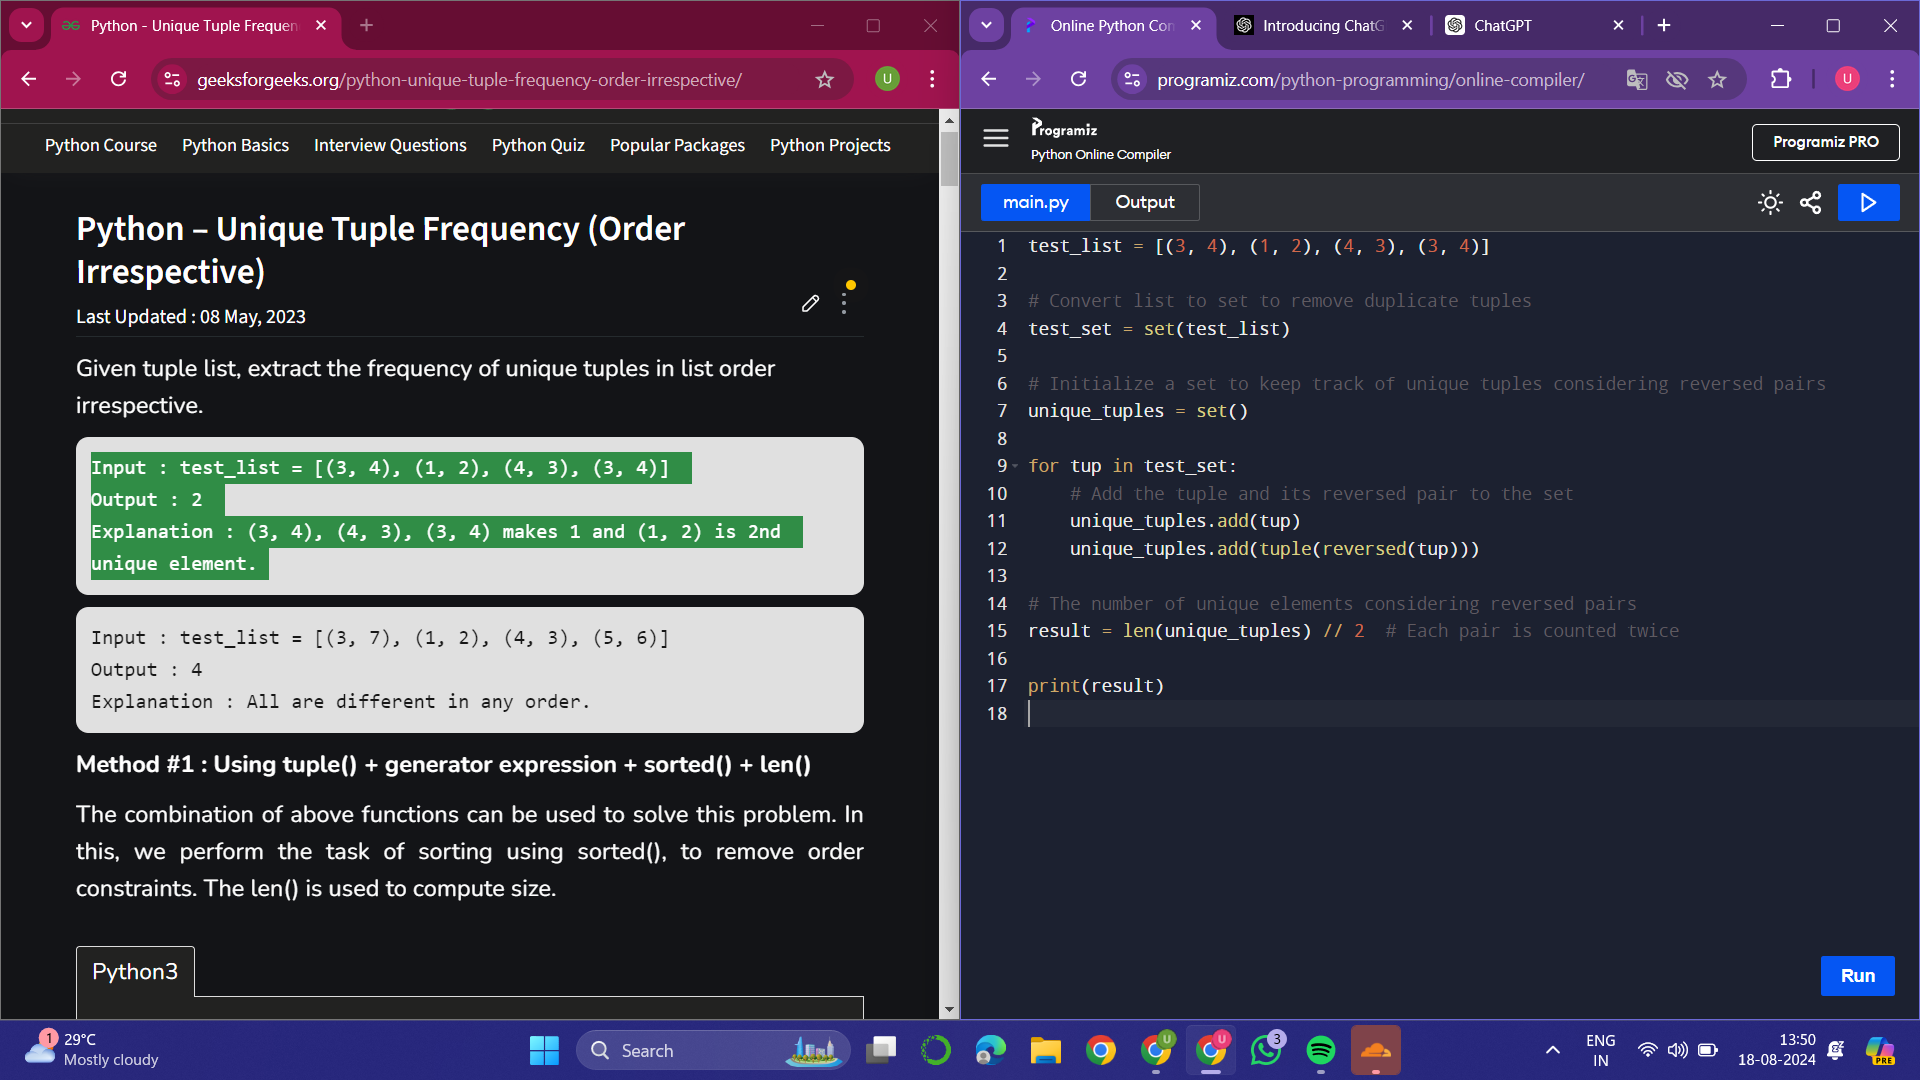 Python - Unique Tuple Frequen
geeksforgeeks.org/python-unique-tuple-frequency-order-irrespective/
U
Python Course Python Basics Interview Questions Python Quiz Popular Packages Python Projects
Python – Unique Tuple Frequency (Order
Irrespective)
Last Updated : 08 May, 2023
Given tuple list, extract the frequency of unique tuples in list order
irrespective.
Input : test_list = [(3, 4), (1, 2), (4, 3), (3, 4)]
Output : 2
Explanation : (3, 4), (4, 3), (3, 4) makes 1 and (1, 2) is 2nd
unique element.
Input : test_list = [(3, 7), (1, 2), (4, 3), (5, 6)]
Output : 4
Explanation : All are different in any order.
Method #1 : Using tuple() + generator expression + sorted() + len()
The combination of above functions can be used to solve this problem. In
this, we perform the task of sorting using sorted(), to remove order
constraints. The len() is used to compute size.
Python3
Online Python Con Introducing ChatG ChatGPT
programiz.com/python-programming/online-compiler/
U
Programiz
Python Online Compiler
Programiz PRO
main.py Output
1 test_list = [(3, 4), (1, 2), (4, 3), (3, 4)]
2
3 # Convert list to set to remove duplicate tuples
4 test_set = set(test_list)
5
6 # Initialize a set to keep track of unique tuples considering reversed pairs
7 unique_tuples = set()
8
9 for tup in test_set:
10 # Add the tuple and its reversed pair to the set
11 unique_tuples.add(tup)
12 unique_tuples.add(tuple(reversed(tup)))
13
14 # The number of unique elements considering reversed pairs
15 result = len(unique_tuples) // 2 # Each pair is counted twice
16
17 print(result)
18
Run
1
29°C
Mostly cloudy
Search
U
U
3
ENG
IN
13:50
18-08-2024
PRE